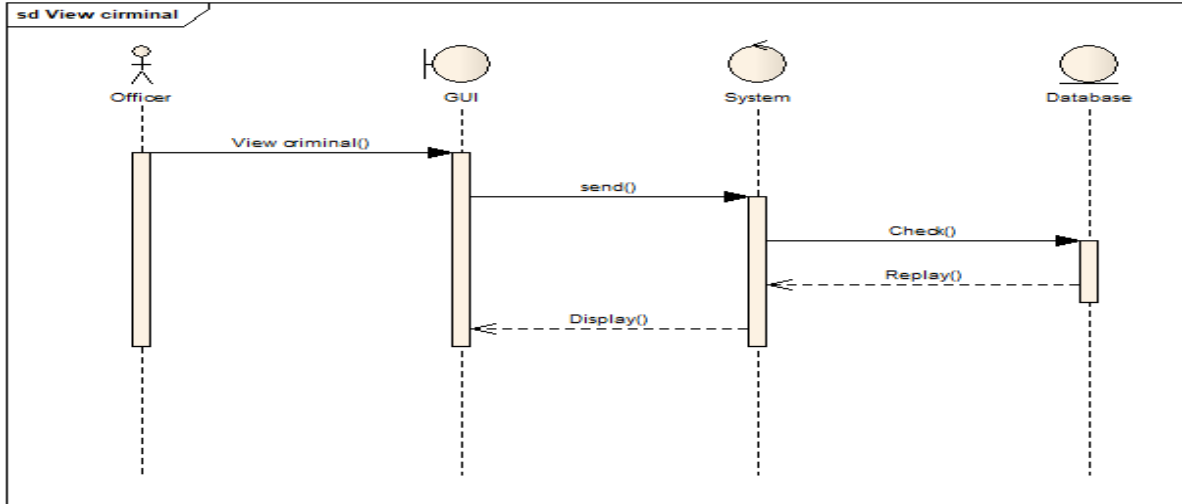 sd View cirminal
Officer
GUI
System
Database
View criminal()
send()
Check()
Replay()
Display()